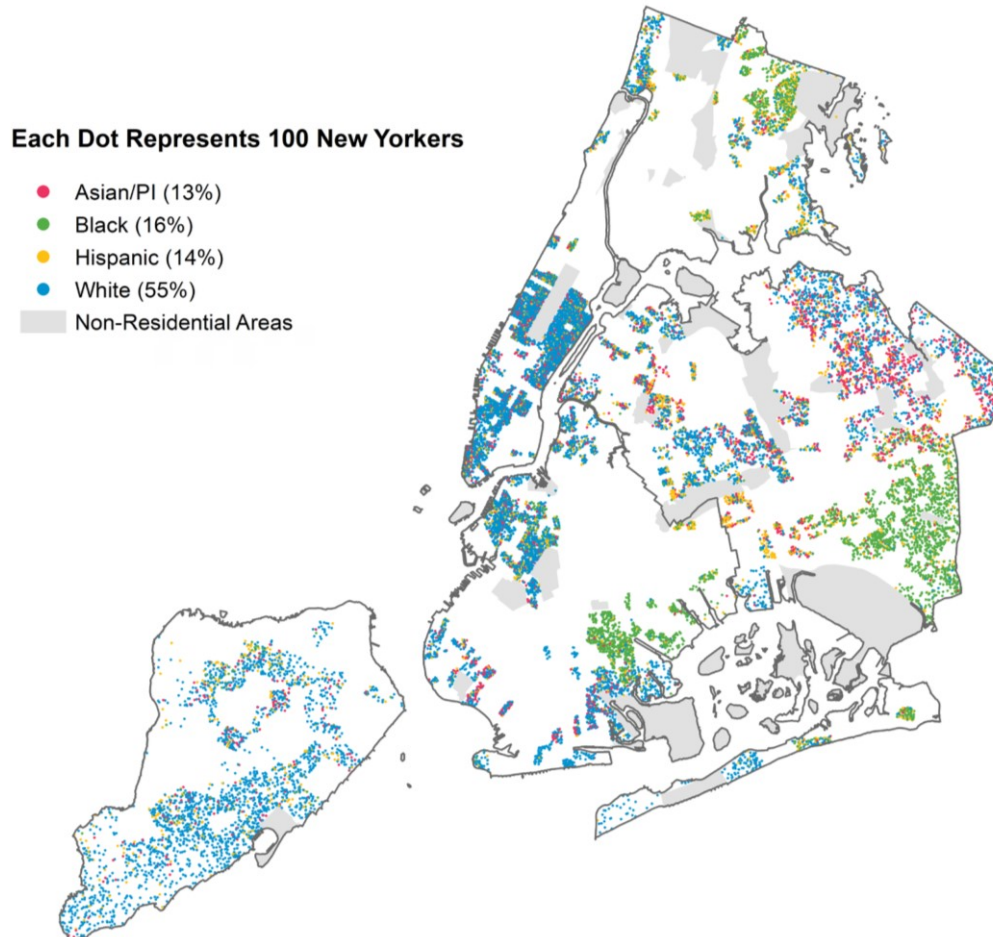 Each Dot Represents 100 New Yorkers
Asian/PI (13%)
Black (16%)
Hispanic (14%)
White (55%)
Non-Residential Areas